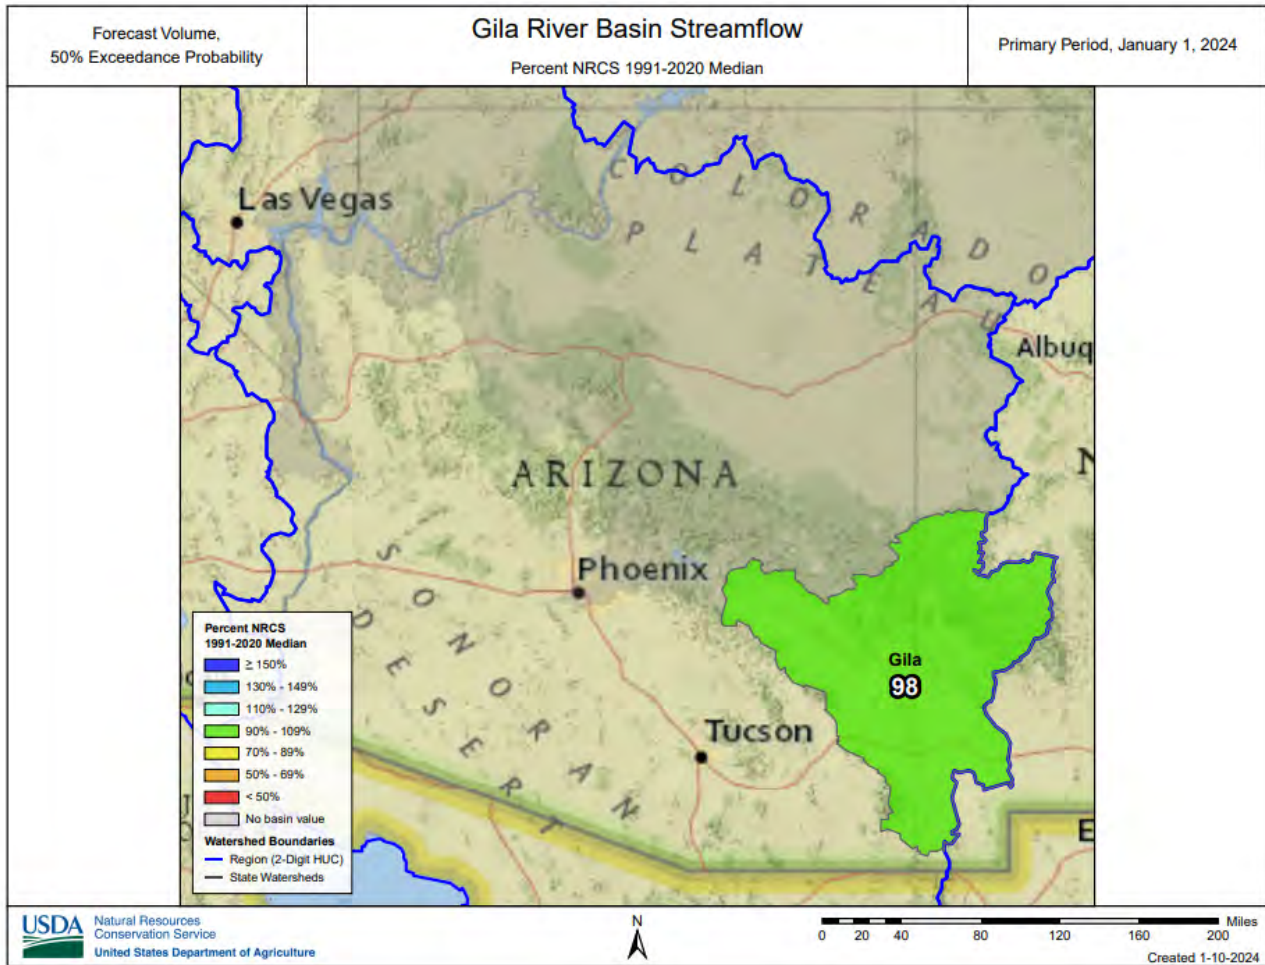 Forecast Volume,
50% Exceedance Probability
Gila River Basin Streamflow
Percent NRCS 1991-2020 Median
Primary Period, January 1, 2024
COLORADO
PLATEAU
Las Vegas
Albuq
ARIZONA
N
Phoenix
SONORAN
DESERT
Gila
98
Tucson
E
Percent NRCS
1991-2020 Median
≥ 150%
130% - 149%
110% - 129%
90% - 109%
70% - 89%
50% - 69%
< 50%
No basin value
Watershed Boundaries
Region (2-Digit HUC)
State Watersheds
USDA
Natural Resources
Conservation Service
United States Department of Agriculture
N
0 20 40 80 120 160 200 Miles
Created 1-10-2024